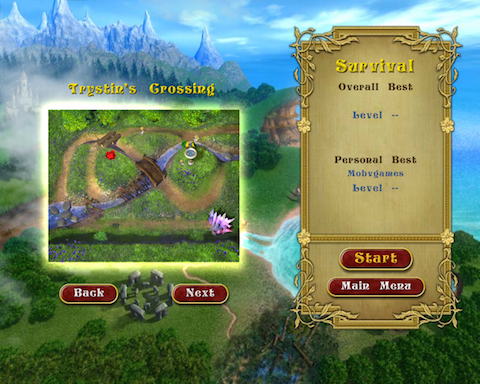 Trystin's Crossing
Back
Next
Survival
Overall Best
Level --
Personal Best
Mobygames
Level --
Start
Main Menu